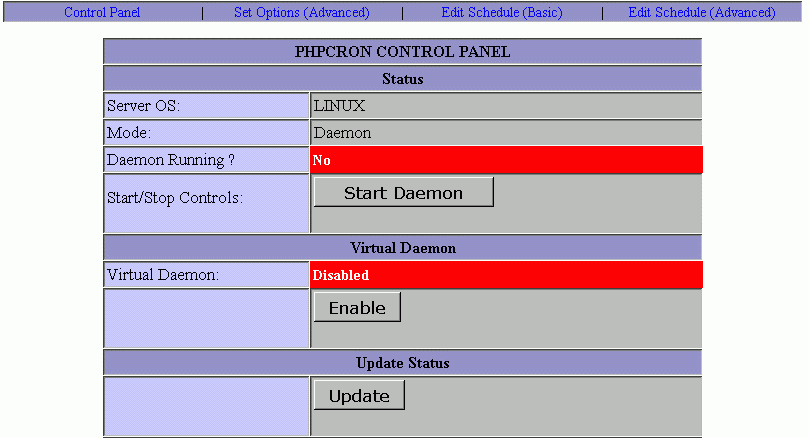 Control Panel | Set Options (Advanced) | Edit Schedule (Basic) | Edit Schedule (Advanced)
PHPCRON CONTROL PANEL
Status
Server OS: LINUX
Mode: Daemon
Daemon Running ? No
Start/Stop Controls: Start Daemon
Virtual Daemon
Virtual Daemon: Disabled
Enable
Update Status
Update